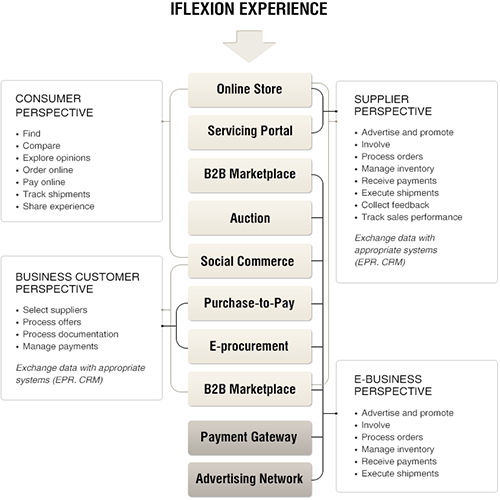 IFLEXION EXPERIENCE
CONSUMER
PERSPECTIVE
• Find
• Compare
• Explore opinions
• Order online
• Pay online
• Track shipments
• Share experience
BUSINESS CUSTOMER
PERSPECTIVE
• Select suppliers
• Process offers
• Process documentation
• Manage payments
Exchange data with appropriate
systems (EPR. CRM)
Online Store
Servicing Portal
B2B Marketplace
Auction
Social Commerce
Purchase-to-Pay
E-procurement
B2B Marketplace
Payment Gateway
Advertising Network
SUPPLIER
PERSPECTIVE
• Advertise and promote
• Involve
• Process orders
• Manage inventory
• Receive payments
• Execute shipments
• Collect feedback
• Track sales performance
Exchange data with
appropriate systems
(EPR. CRM)
E-BUSINESS
PERSPECTIVE
• Advertise and promote
• Involve
• Process orders
• Manage inventory
• Receive payments
• Execute shipments